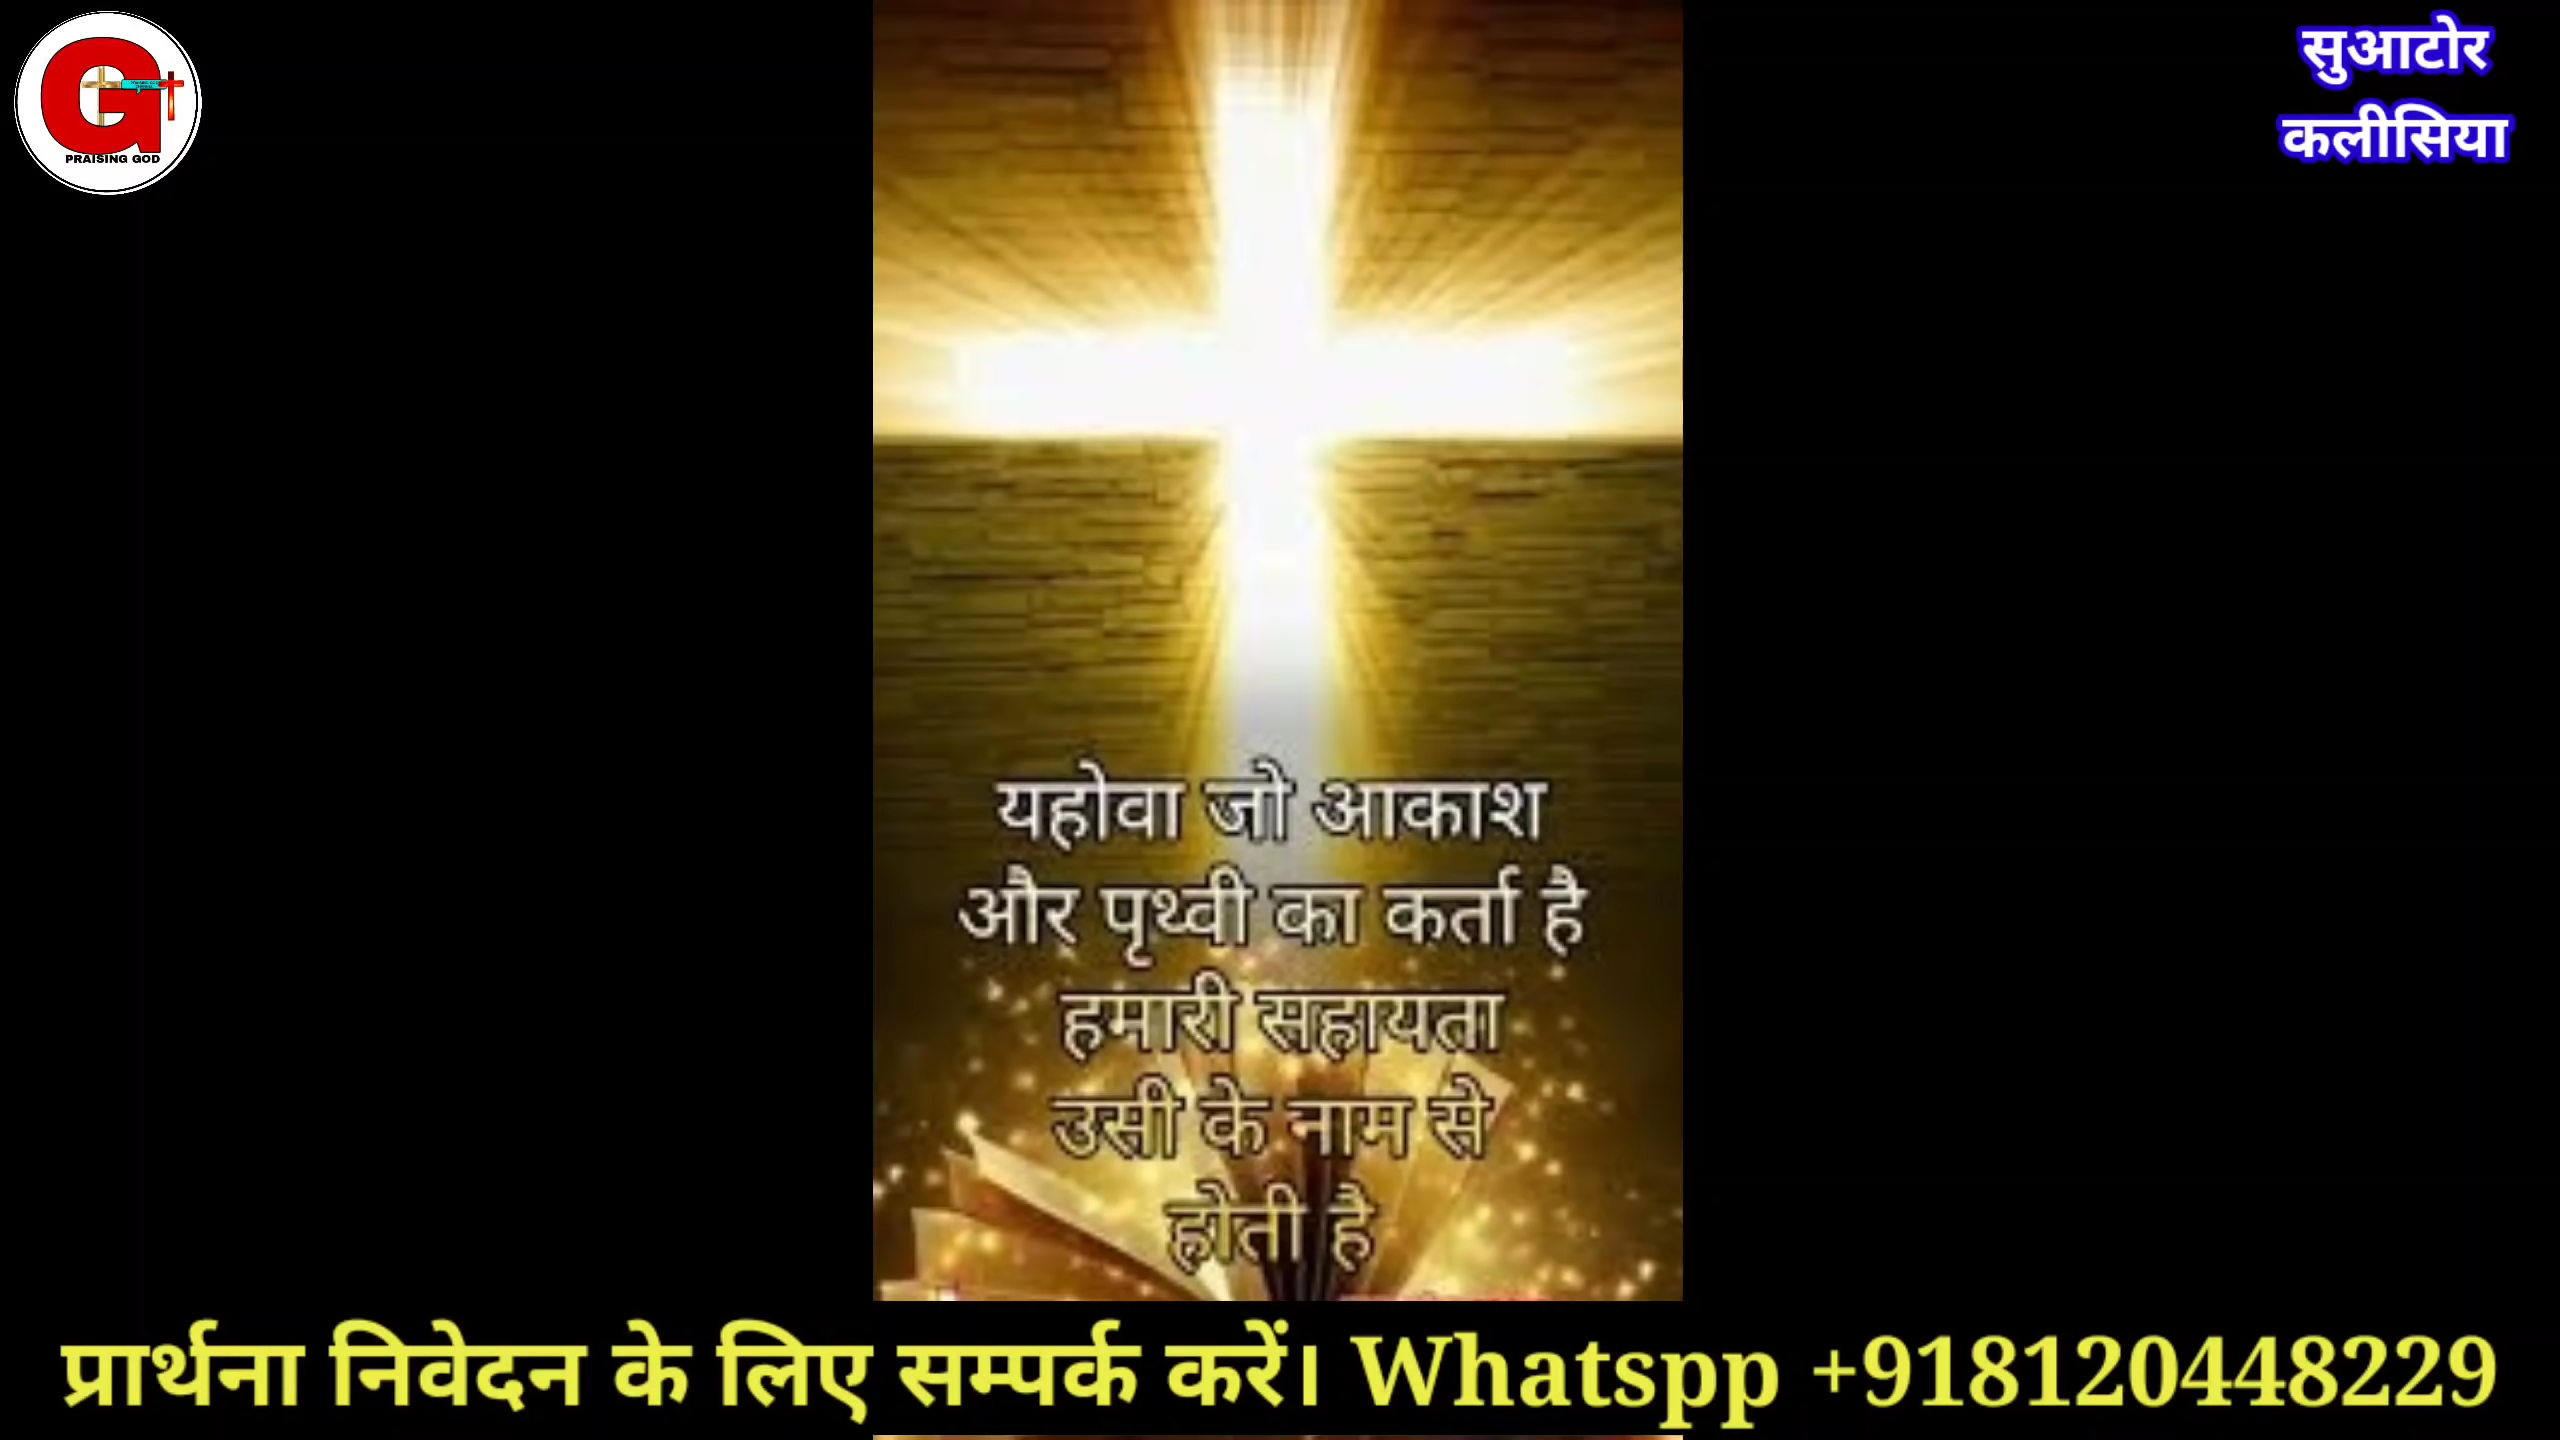 PRAISING GOD
सुआटोर
कलीसिया
यहोवा जो आकाश
और पृथ्वी का कर्ता है
हमारी सहायता
उसी के नाम से
होती है
प्रार्थना निवेदन के लिए सम्पर्क करें। Whatspp +918120448229